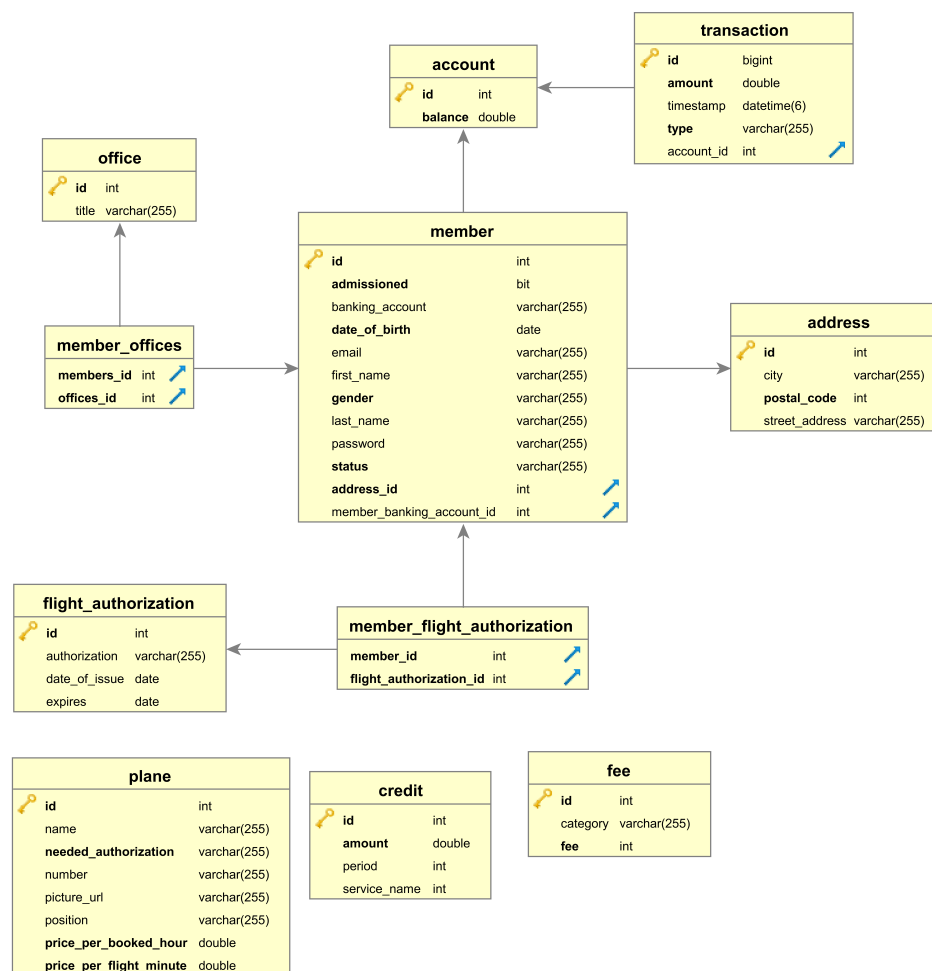 transaction
id bigint
amount double
timestamp datetime(6)
type varchar(255)
account_id int
account
id int
balance double
office
id int
title varchar(255)
member
id int
admissioned bit
banking_account varchar(255)
date_of_birth date
email varchar(255)
first_name varchar(255)
gender varchar(255)
last_name varchar(255)
password varchar(255)
status varchar(255)
address_id int
member_banking_account_id int
address
id int
city varchar(255)
postal_code int
street_address varchar(255)
member_offices
members_id int
offices_id int
flight_authorization
id int
authorization varchar(255)
date_of_issue date
expires date
member_flight_authorization
member_id int
flight_authorization_id int
plane
id int
name varchar(255)
needed_authorization varchar(255)
number varchar(255)
picture_url varchar(255)
position varchar(255)
price_per_booked_hour double
price_per_flight_minute double
credit
id int
amount double
period int
service_name int
fee
id int
category varchar(255)
fee int